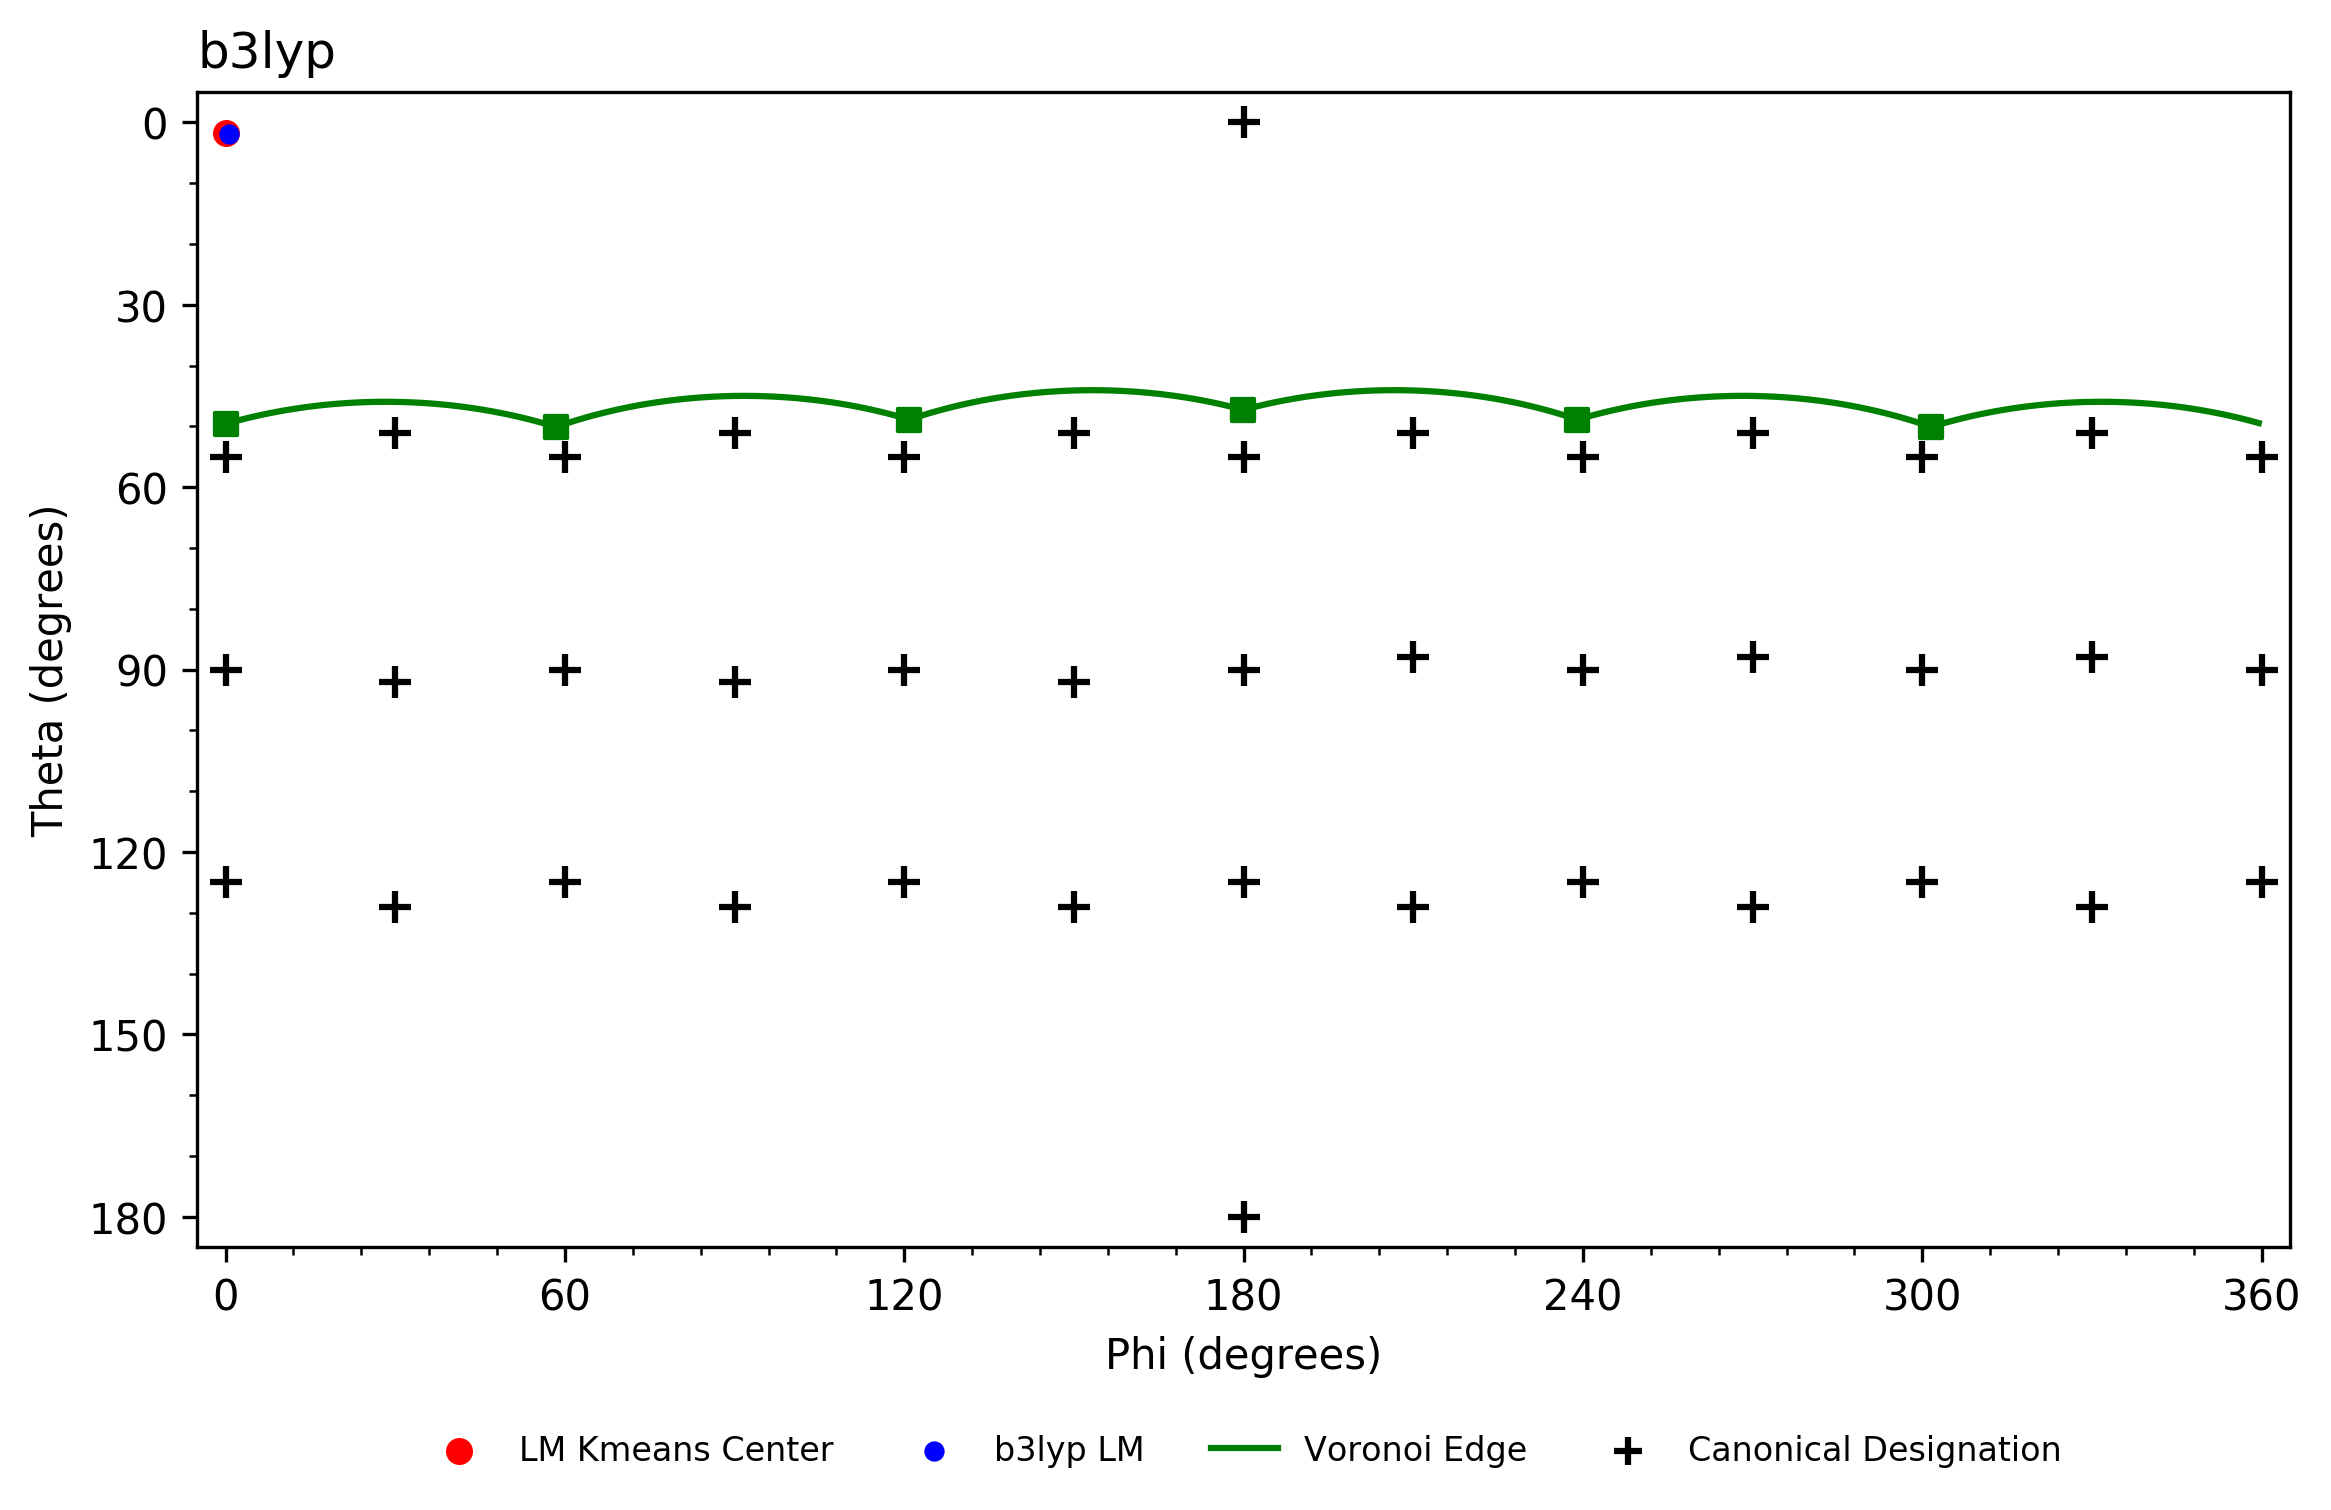 b3lyp
0
30
60
90
120
150
180
Theta (degrees)
0 60 120 180 240 300 360
Phi (degrees)
LM Kmeans Center b3lyp LM Voronoi Edge Canonical Designation